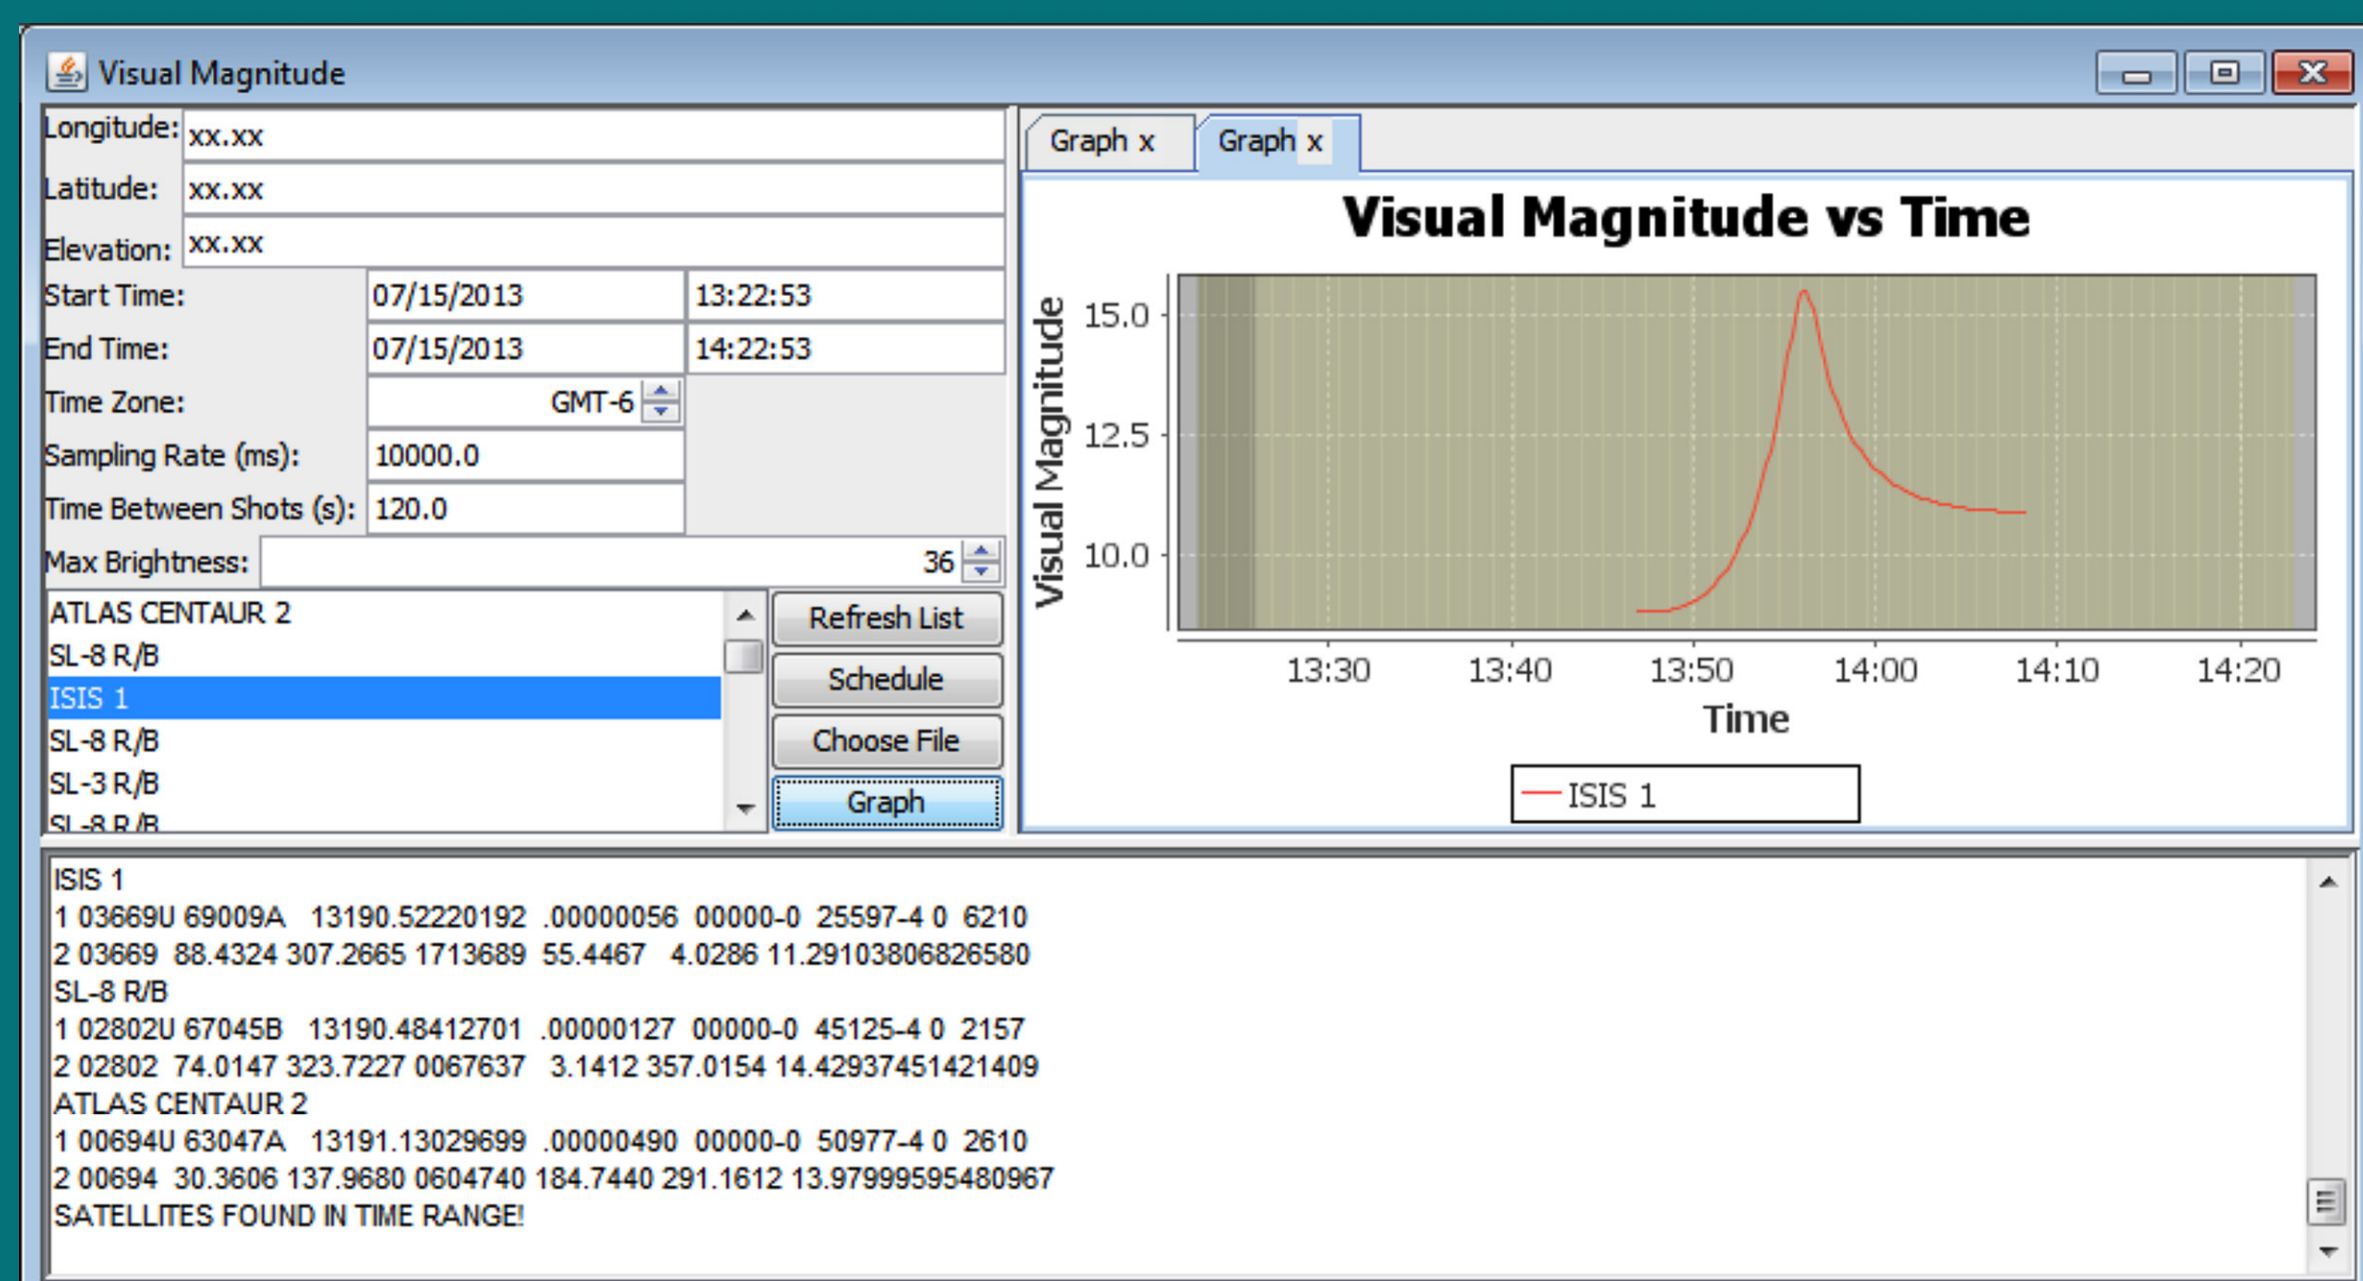 Visual Magnitude
Longitude: xx.xx
Latitude: xx.xx
Elevation: xx.xx
Start Time: 07/15/2013 13:22:53
End Time: 07/15/2013 14:22:53
Time Zone: GMT-6
Sampling Rate (ms): 10000.0
Time Between Shots (s): 120.0
Max Brightness: 36
ATLAS CENTAUR 2
SL-8 R/B
ISIS 1
SL-8 R/B
SL-3 R/B
SL-8 R/B
Refresh List
Schedule
Choose File
Graph
Graph x Graph x
Visual Magnitude vs Time
Visual Magnitude
15.0
12.5
10.0
13:30 13:40 13:50 14:00 14:10 14:20
Time
ISIS 1
ISIS 1
1 03669U 69009A 13190.52220192 .00000056 00000-0 25597-4 0 6210
2 03669 88.4324 307.2665 1713689 55.4467 4.0286 11.29103806826580
SL-8 R/B
1 02802U 67045B 13190.48412701 .00000127 00000-0 45125-4 0 2157
2 02802 74.0147 323.7227 0067637 3.1412 357.0154 14.42937451421409
ATLAS CENTAUR 2
1 00694U 63047A 13191.13029699 .00000490 00000-0 50977-4 0 2610
2 00694 30.3606 137.9680 0604740 184.7440 291.1612 13.97999595480967
SATELLITES FOUND IN TIME RANGE!